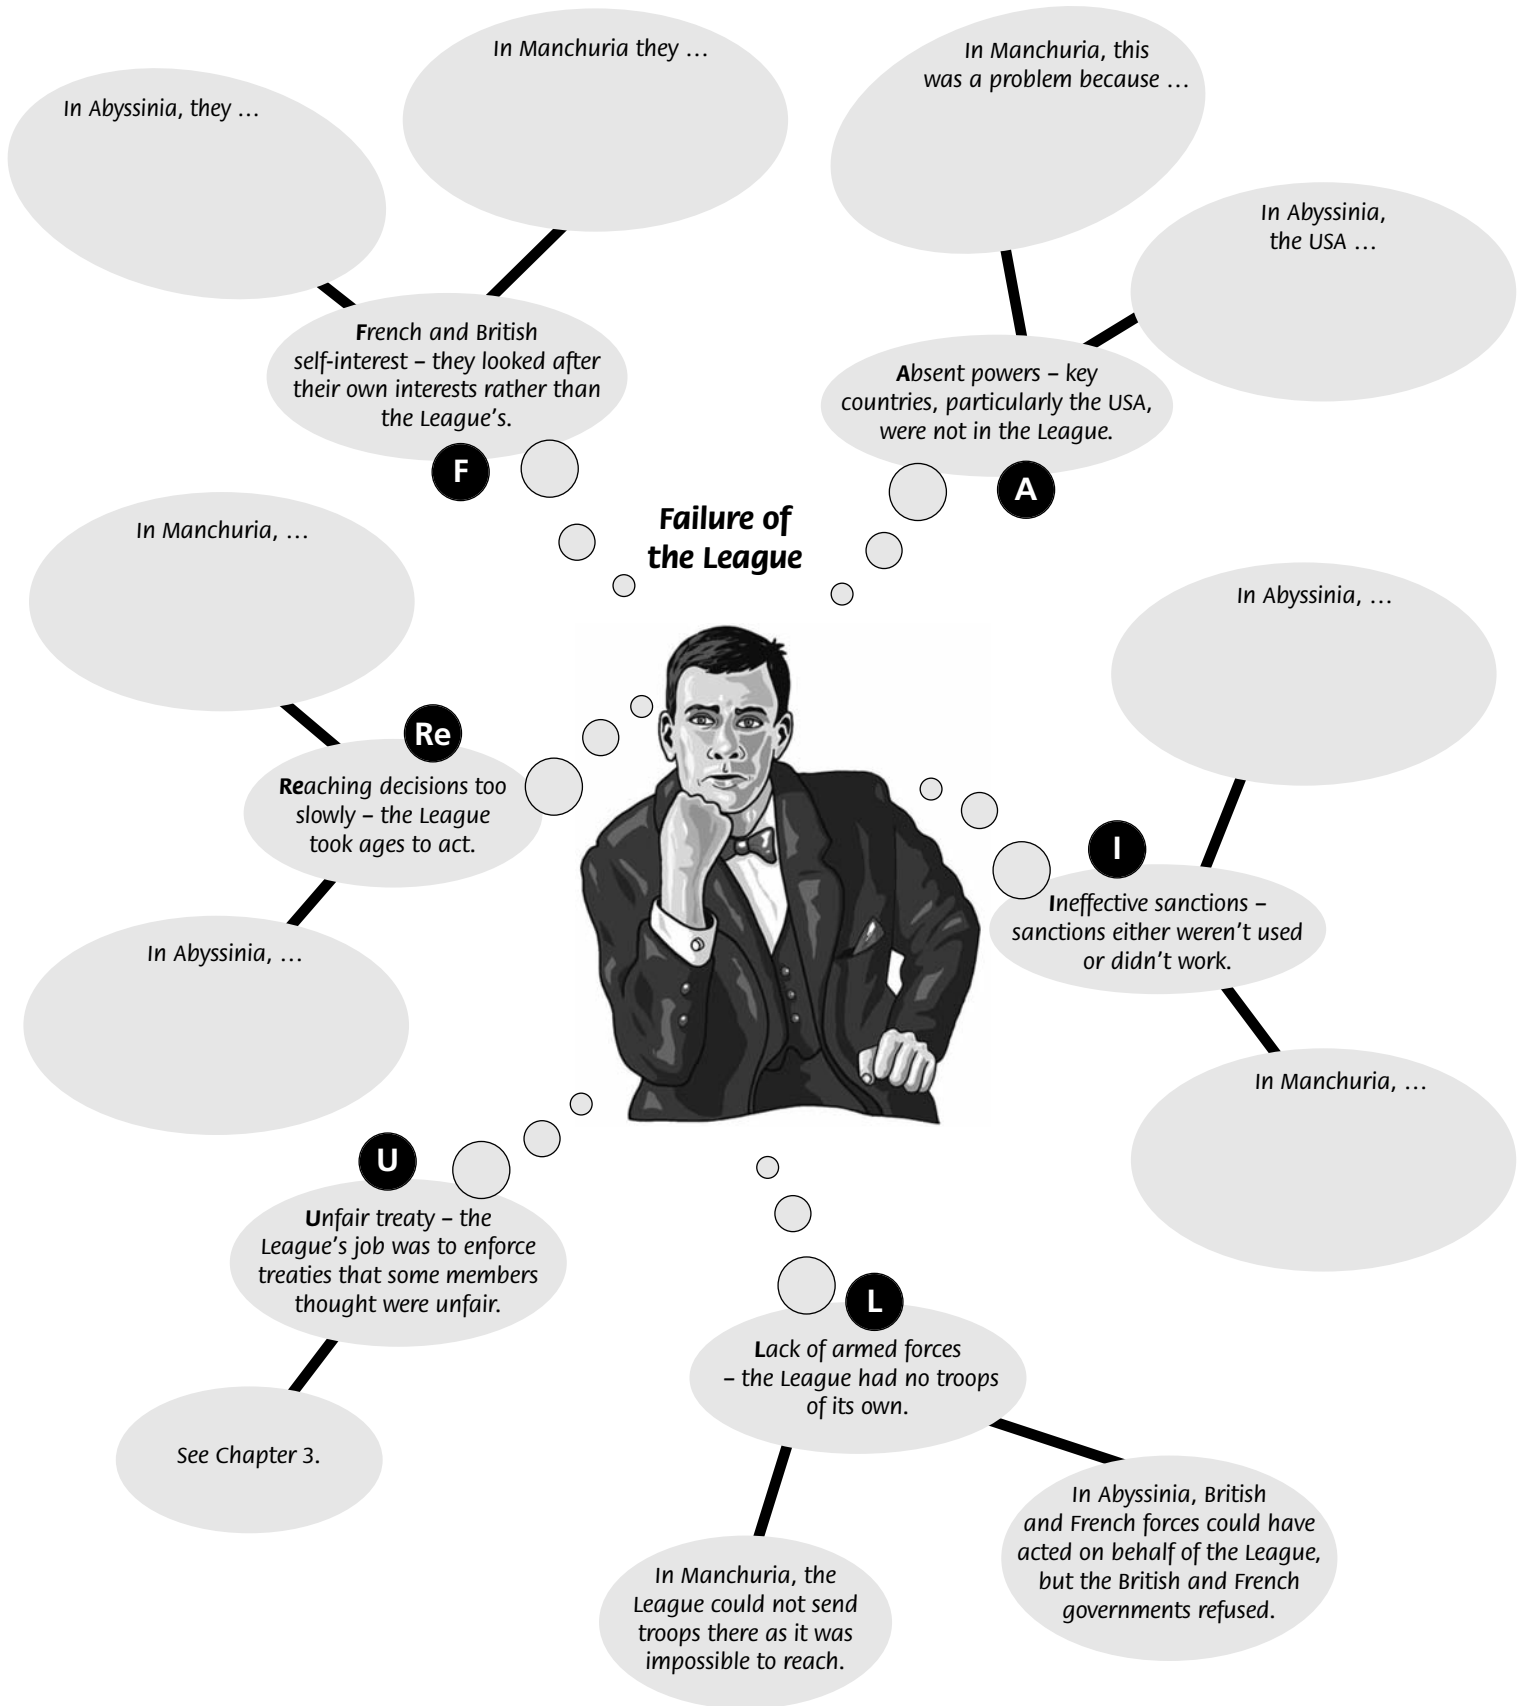 In Manchuria they …
In Abyssinia, they …
In Manchuria, this
was a problem because …
In Abyssinia,
the USA …
French and British
self-interest – they looked after
their own interests rather than
the League’s.
F
Absent powers – key
countries, particularly the USA,
were not in the League.
A
Failure of
the League
In Manchuria, …
Re
Reaching decisions too
slowly – the League
took ages to act.
In Abyssinia, …
In Abyssinia, …
I
Ineffective sanctions –
sanctions either weren’t used
or didn’t work.
In Manchuria, …
U
Unfair treaty – the
League’s job was to enforce
treaties that some members
thought were unfair.
See Chapter 3.
L
Lack of armed forces
– the League had no troops
of its own.
In Manchuria, the
League could not send
troops there as it was
impossible to reach.
In Abyssinia, British
and French forces could have
acted on behalf of the League,
but the British and French
governments refused.